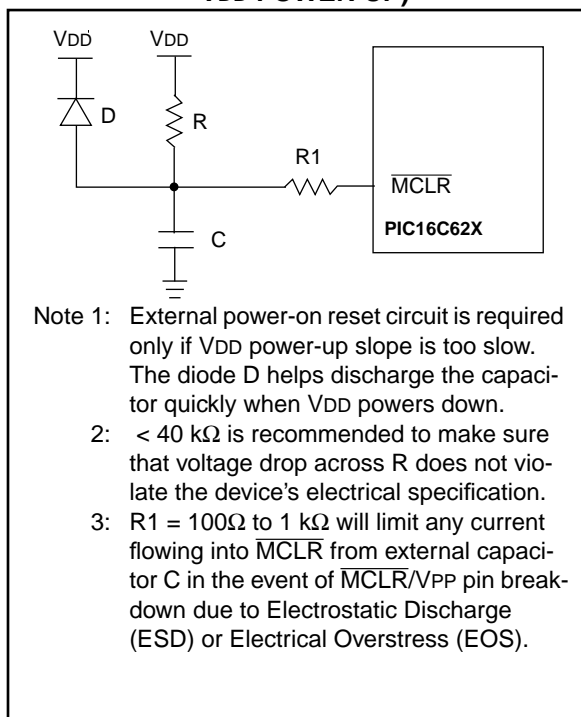 VDD POWER-UP)
VDD VDD
D
R
R1
MCLR
PIC16C62X
C
Note 1: External power-on reset circuit is required
only if VDD power-up slope is too slow.
The diode D helps discharge the capaci-
tor quickly when VDD powers down.
2: < 40 kΩ is recommended to make sure
that voltage drop across R does not vio-
late the device's electrical specification.
3: R1 = 100Ω to 1 kΩ will limit any current
flowing into MCLR from external capaci-
tor C in the event of MCLR/VPP pin break-
down due to Electrostatic Discharge
(ESD) or Electrical Overstress (EOS).